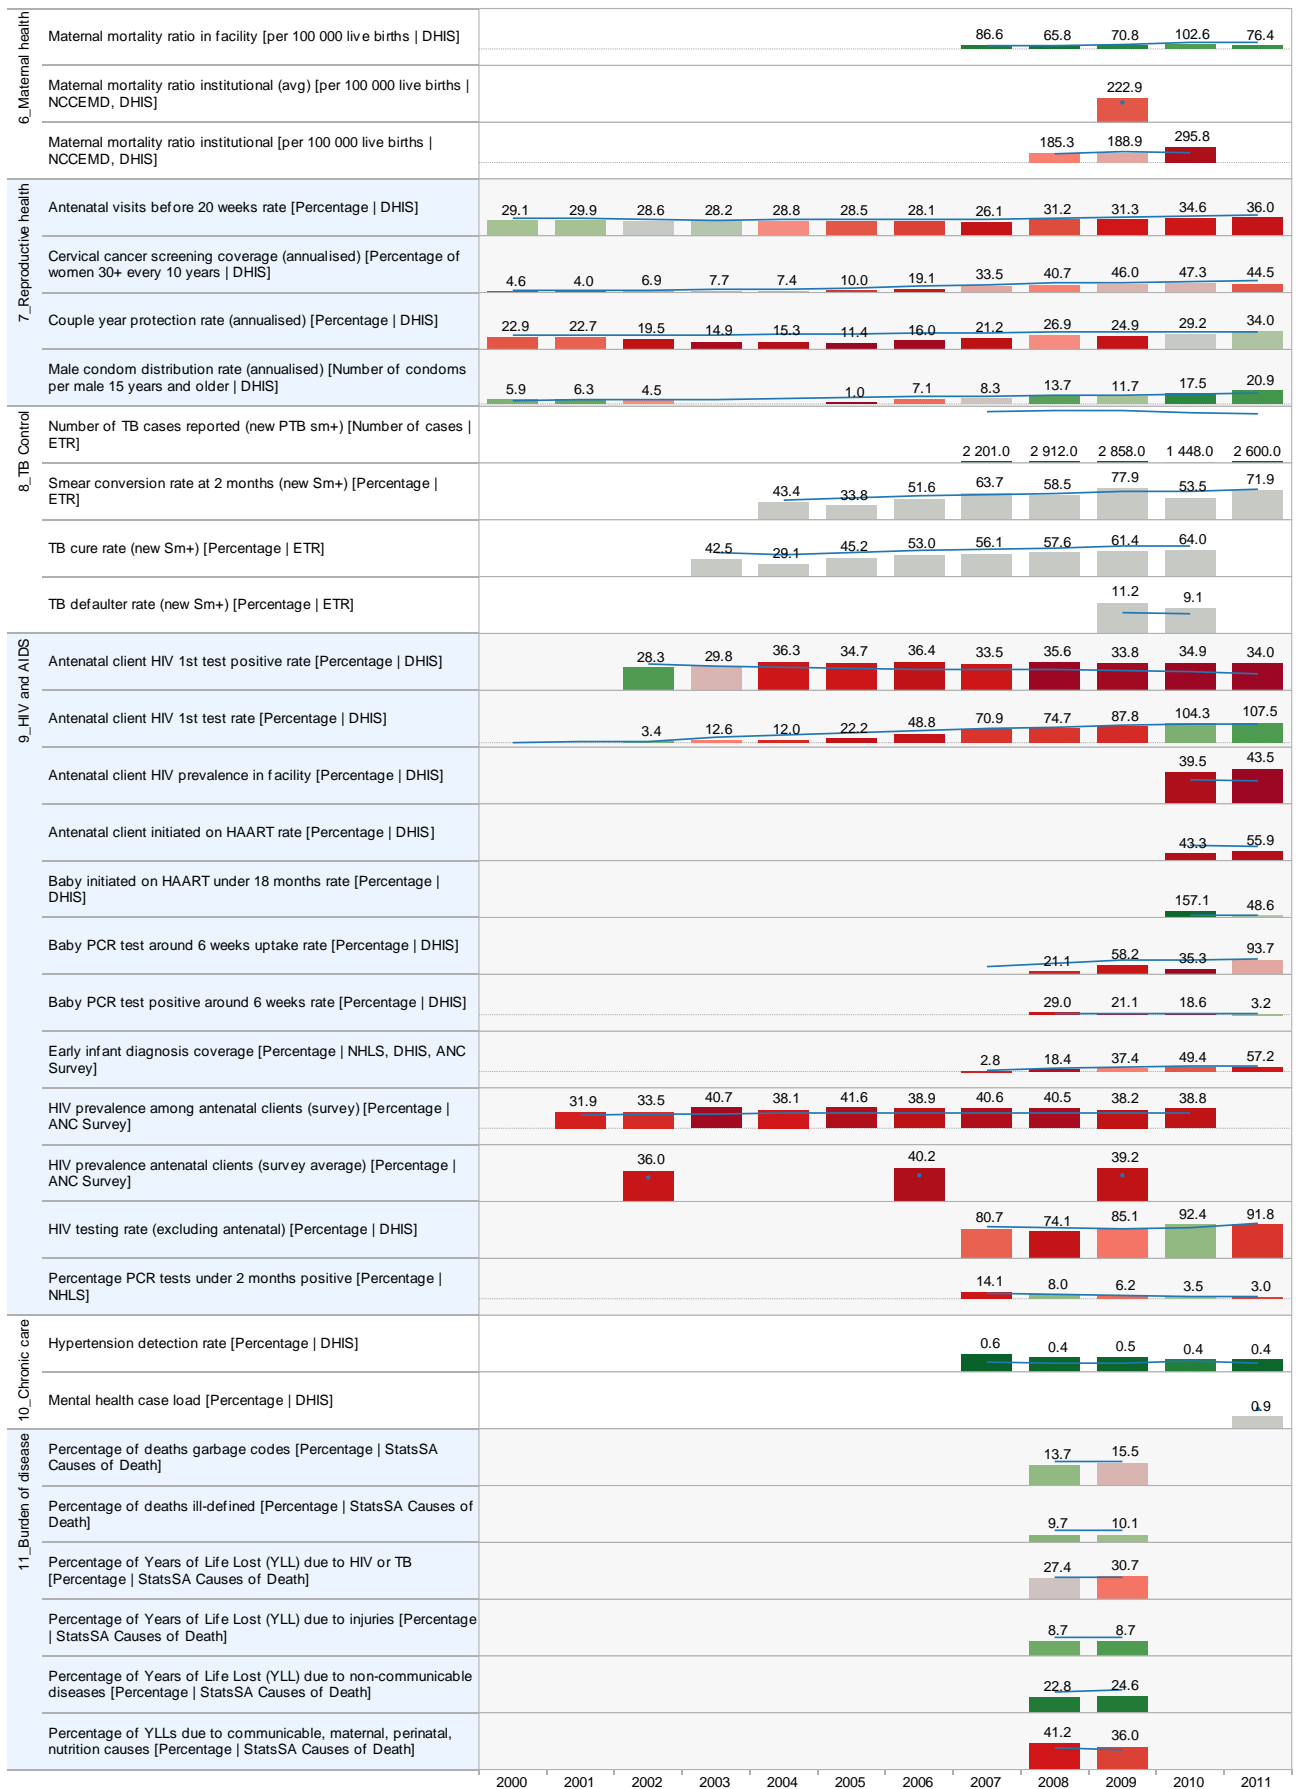 6_Maternal health
Maternal mortality ratio in facility [per 100 000 live births | DHIS]
86.6 65.8 70.8 102.6 76.4
Maternal mortality ratio institutional (avg) [per 100 000 live births |
NCCEMD, DHIS]
222.9
Maternal mortality ratio institutional [per 100 000 live births |
NCCEMD, DHIS]
185.3 188.9 295.8
7_Reproductive health
Antenatal visits before 20 weeks rate [Percentage | DHIS]
29.1 29.9 28.6 28.2 28.8 28.5 28.1 26.1 31.2 31.3 34.6 36.0
Cervical cancer screening coverage (annualised) [Percentage of
women 30+ every 10 years | DHIS]
4.6 4.0 6.9 7.7 7.4 10.0 19.1 33.5 40.7 46.0 47.3 44.5
Couple year protection rate (annualised) [Percentage | DHIS]
22.9 22.7 19.5 14.9 15.3 11.4 16.0 21.2 26.9 24.9 29.2 34.0
Male condom distribution rate (annualised) [Number of condoms
per male 15 years and older | DHIS]
5.9 6.3 4.5 1.0 7.1 8.3 13.7 11.7 17.5 20.9
8_TB Control
Number of TB cases reported (new PTB sm+) [Number of cases |
ETR]
2 201.0 2 912.0 2 858.0 1 448.0 2 600.0
Smear conversion rate at 2 months (new Sm+) [Percentage |
ETR]
43.4 33.8 51.6 63.7 58.5 77.9 53.5 71.9
TB cure rate (new Sm+) [Percentage | ETR]
42.5 29.1 45.2 53.0 56.1 57.6 61.4 64.0
TB defaulter rate (new Sm+) [Percentage | ETR]
11.2 9.1
9_HIV and AIDS
Antenatal client HIV 1st test positive rate [Percentage | DHIS]
28.3 29.8 36.3 34.7 36.4 33.5 35.6 33.8 34.9 34.0
Antenatal client HIV 1st test rate [Percentage | DHIS]
3.4 12.6 12.0 22.2 48.8 70.9 74.7 87.8 104.3 107.5
Antenatal client HIV prevalence in facility [Percentage | DHIS]
39.5 43.5
Antenatal client initiated on HAART rate [Percentage | DHIS]
43.3 55.9
Baby initiated on HAART under 18 months rate [Percentage |
DHIS]
157.1 48.6
Baby PCR test around 6 weeks uptake rate [Percentage | DHIS]
21.1 58.2 35.3 93.7
Baby PCR test positive around 6 weeks rate [Percentage | DHIS]
29.0 21.1 18.6 3.2
Early infant diagnosis coverage [Percentage | NHLS, DHIS, ANC
Survey]
2.8 18.4 37.4 49.4 57.2
HIV prevalence among antenatal clients (survey) [Percentage |
ANC Survey]
31.9 33.5 40.7 38.1 41.6 38.9 40.6 40.5 38.2 38.8
HIV prevalence antenatal clients (survey average) [Percentage |
ANC Survey]
36.0 40.2 39.2
HIV testing rate (excluding antenatal) [Percentage | DHIS]
80.7 74.1 85.1 92.4 91.8
Percentage PCR tests under 2 months positive [Percentage |
NHLS]
14.1 8.0 6.2 3.5 3.0
10_Chronic care
Hypertension detection rate [Percentage | DHIS]
0.6 0.4 0.5 0.4 0.4
Mental health case load [Percentage | DHIS]
0.9
11_Burden of disease
Percentage of deaths garbage codes [Percentage | StatsSA
Causes of Death]
13.7 15.5
Percentage of deaths ill-defined [Percentage | StatsSA Causes of
Death]
9.7 10.1
Percentage of Years of Life Lost (YLL) due to HIV or TB
[Percentage | StatsSA Causes of Death]
27.4 30.7
Percentage of Years of Life Lost (YLL) due to injuries [Percentage
| StatsSA Causes of Death]
8.7 8.7
Percentage of Years of Life Lost (YLL) due to non-communicable
diseases [Percentage | StatsSA Causes of Death]
22.8 24.6
Percentage of YLLs due to communicable, maternal, perinatal,
nutrition causes [Percentage | StatsSA Causes of Death]
41.2 36.0
2000 2001 2002 2003 2004 2005 2006 2007 2008 2009 2010 2011